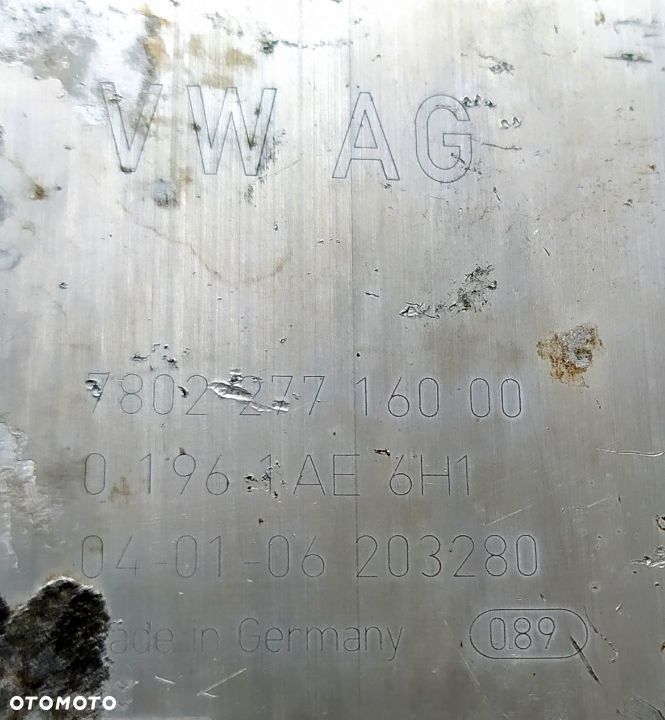 VW AG
7802 277 160 00
0 196 1AE 6H1
04-01-06 203280
ade in Germany 089
OTOMOTO